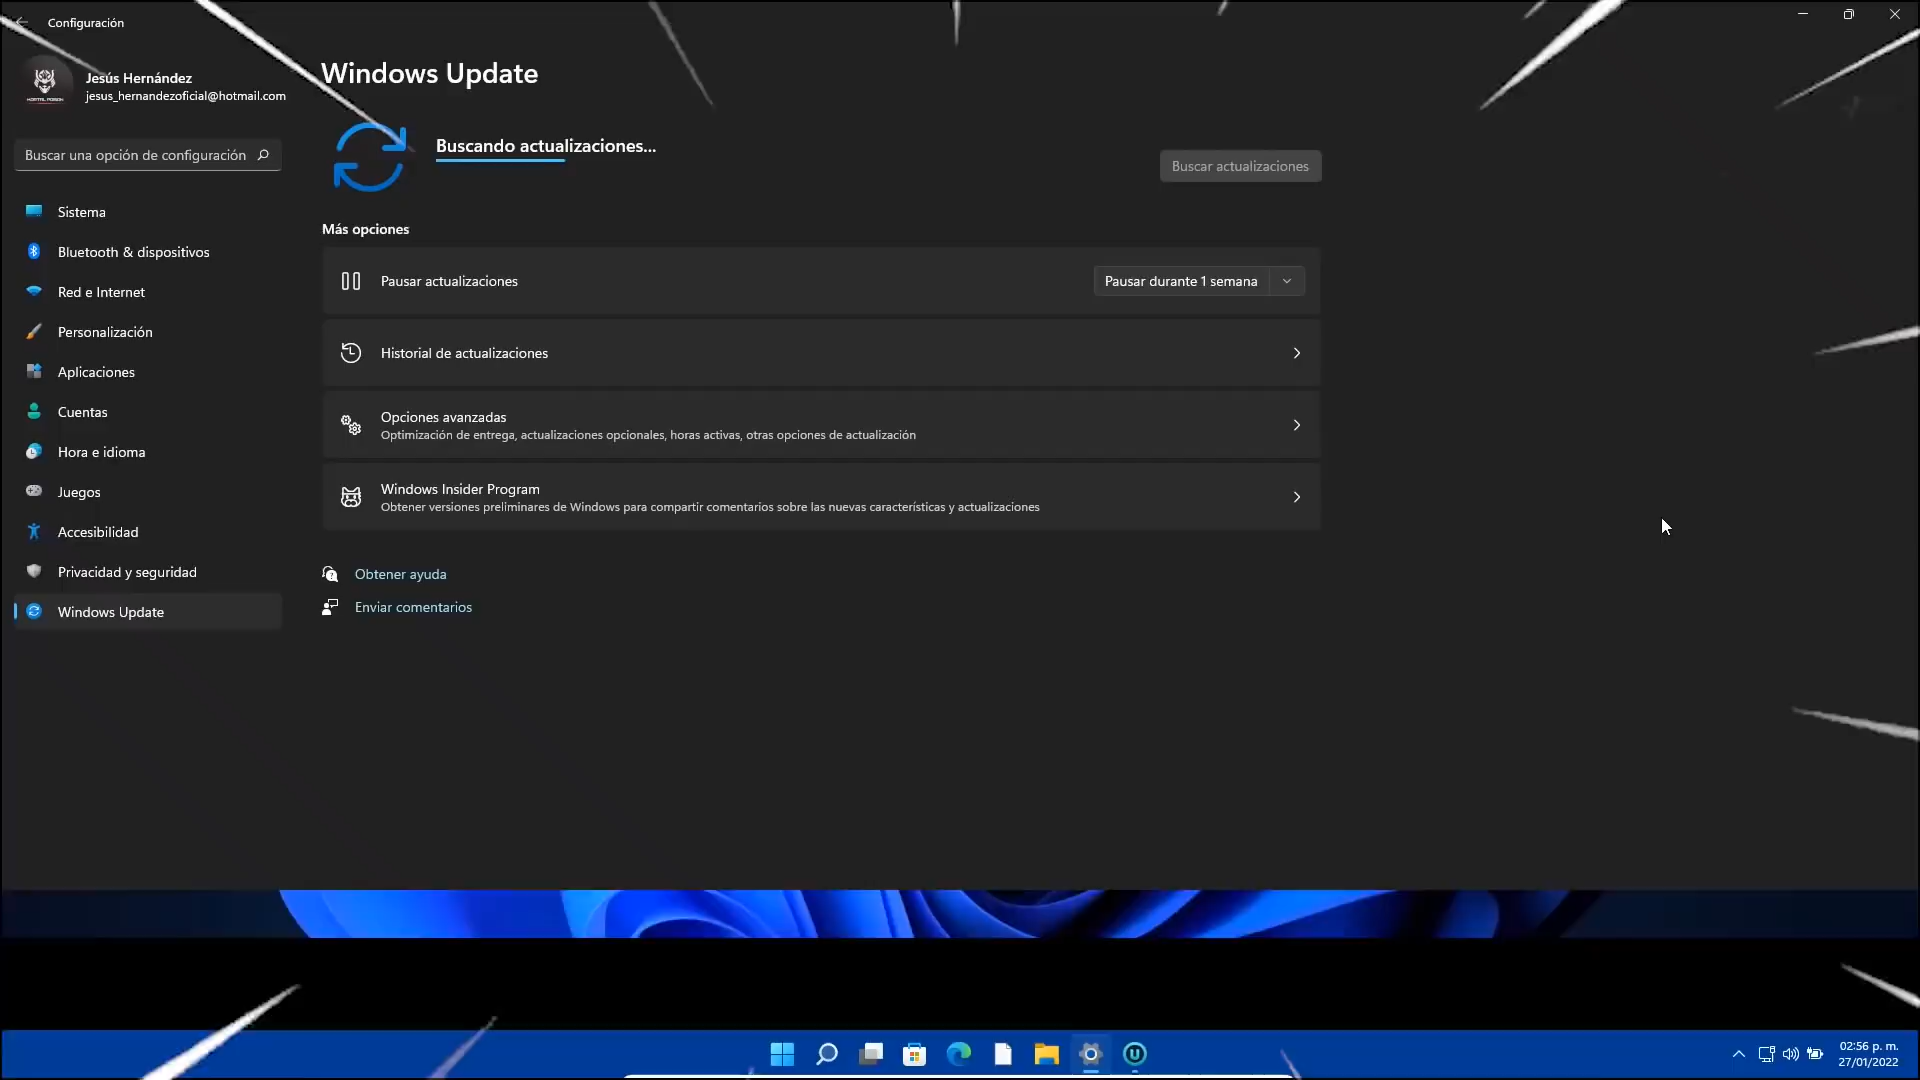 Configuración
Jesús Hernández
jesus_hernandezoficial@hotmail.com
Buscar una opción de configuración
Sistema
Bluetooth & dispositivos
Red e Internet
Personalización
Aplicaciones
Cuentas
Hora e idioma
Juegos
Accesibilidad
Privacidad y seguridad
Windows Update
Windows Update
Buscando actualizaciones...
Buscar actualizaciones
Más opciones
Pausar actualizaciones
Pausar durante 1 semana
Historial de actualizaciones
Opciones avanzadas
Optimización de entrega, actualizaciones opcionales, horas activas, otras opciones de actualización
Windows Insider Program
Obtener versiones preliminares de Windows para compartir comentarios sobre las nuevas características y actualizaciones
Obtener ayuda
Enviar comentarios
02:56 p. m.
27/01/2022